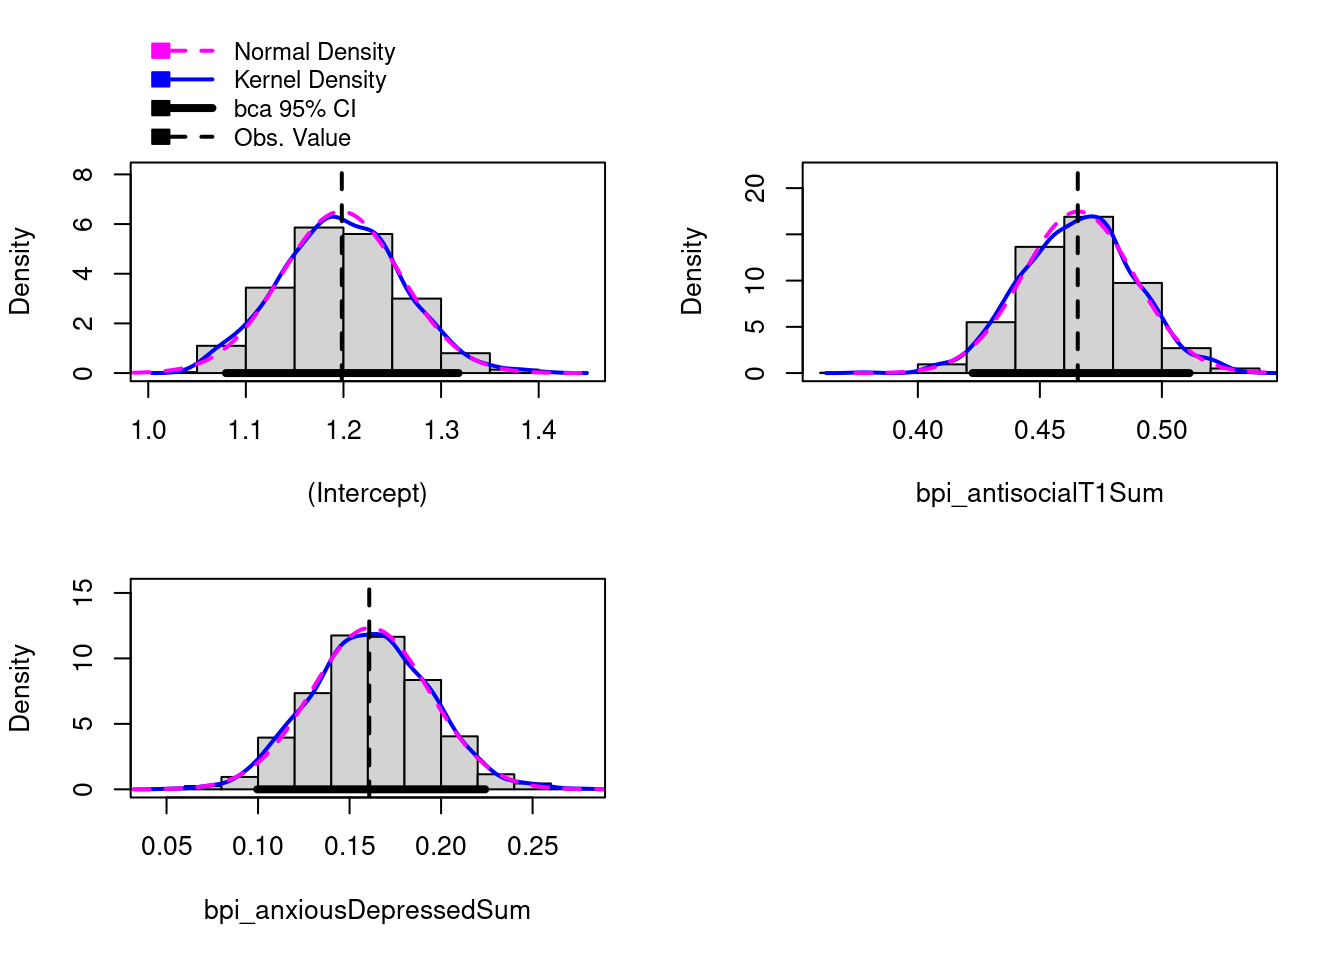 Normal Density
Kernel Density
bca 95% CI
Obs. Value
Density
0 2 4 6 8
1.0 1.1 1.2 1.3 1.4
(Intercept)
Density
0 5 10 20
0.40 0.45 0.50
bpi_antisocialT1Sum
Density
0 5 10 15
0.05 0.10 0.15 0.20 0.25
bpi_anxiousDepressedSum